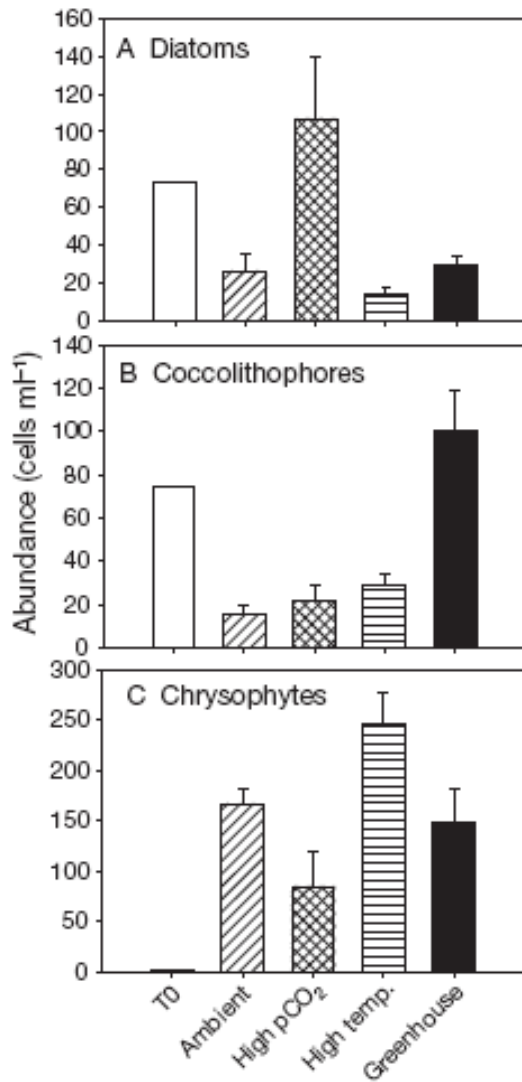 160
A Diatoms
140
120
100
80
60
40
20
0
140
B Coccolithophores
120
100
80
60
40
20
0
300
C Chrysophytes
250
200
150
100
50
0
Abundance (cells ml⁻¹)
T0
Ambient
High pCO₂
High temp.
Greenhouse